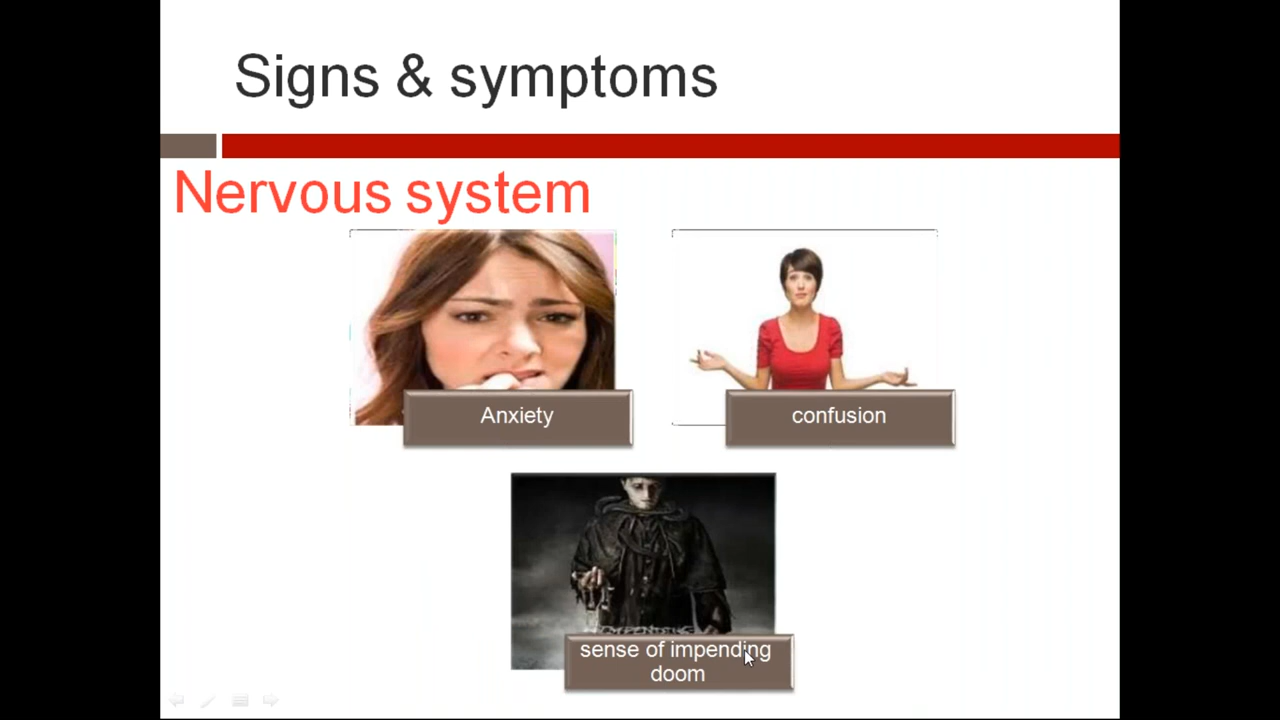 Signs & symptoms
Nervous system
Anxiety
confusion
sense of impending
doom